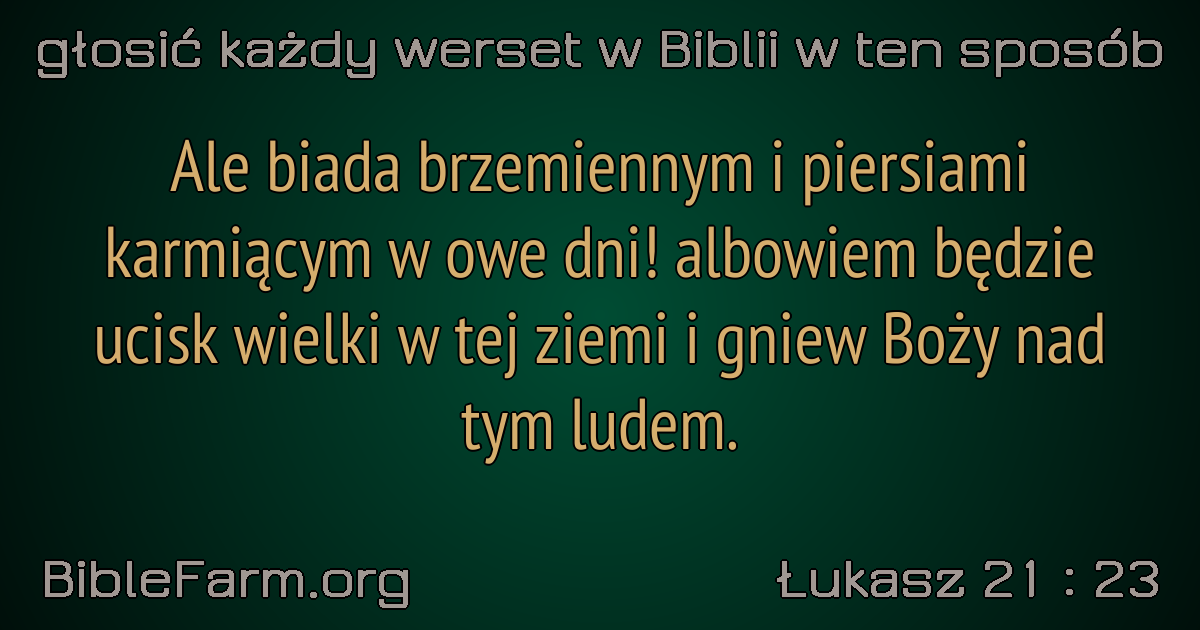 głosić każdy werset w Biblii w ten sposób
Ale biada brzemiennym i piersiami
karmiącym w owe dni! albowiem będzie
ucisk wielki w tej ziemi i gniew Boży nad
tym ludem.
BibleFarm.org
Łukasz 21 : 23